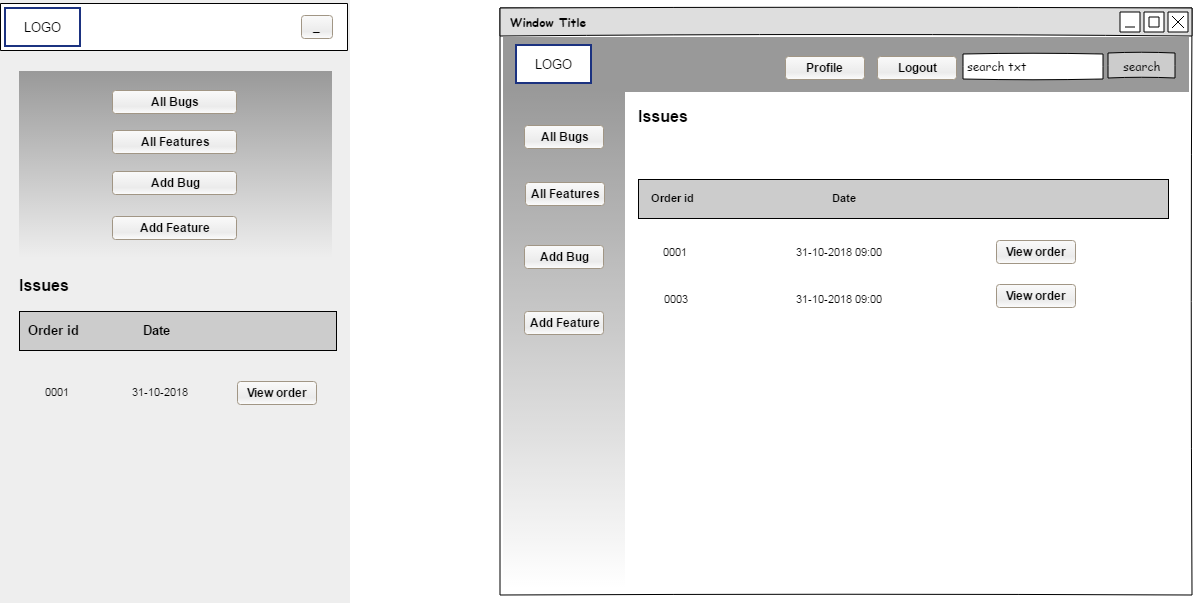 LOGO _
All Bugs
All Features
Add Bug
Add Feature
Issues
Order id Date
0001 31-10-2018 View order
Window Title
LOGO Profile Logout search txt search
All Bugs
All Features
Add Bug
Add Feature
Issues
Order id Date
0001 31-10-2018 09:00 View order
0003 31-10-2018 09:00 View order